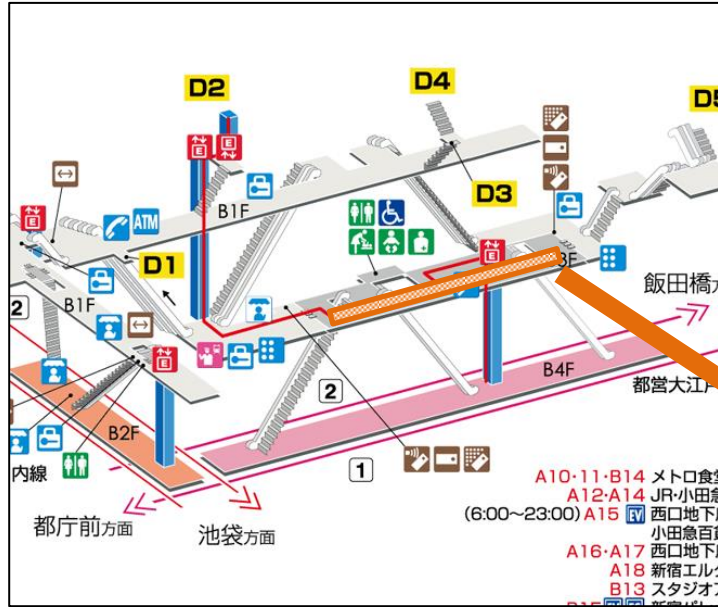 D4
D2
D5
E
E
E
B1F
D3
ATM
E
D1
E
3F
飯田橋
2
B1F
2
E
B4F
都営大江戸
B2F
1
内線
都庁前方面
池袋方面
A10・11・B14 メトロ食堂
A12・A14 JR・小田急
(6:00〜23:00) A15 EV 西口地下
小田急百貨
A16・A17 西口地下
A18 新宿エルタ
B13 スタジオア